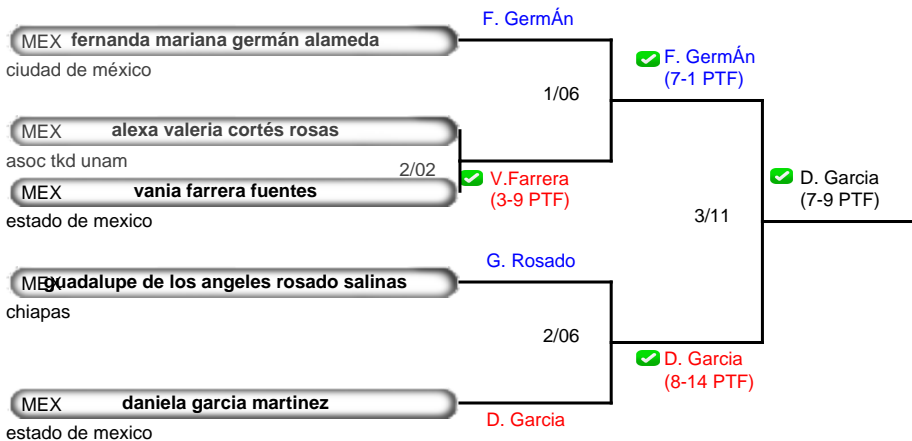 F. GermÁn
MEX fernanda mariana germán alameda
ciudad de méxico
F. GermÁn
(7-1 PTF)
1/06
MEX alexa valeria cortés rosas
asoc tkd unam
2/02
V.Farrera
(3-9 PTF)
MEX vania farrera fuentes
estado de mexico
D. Garcia
(7-9 PTF)
3/11
G. Rosado
MEX guadalupe de los angeles rosado salinas
chiapas
2/06
D. Garcia
(8-14 PTF)
MEX daniela garcia martinez
D. Garcia
estado de mexico